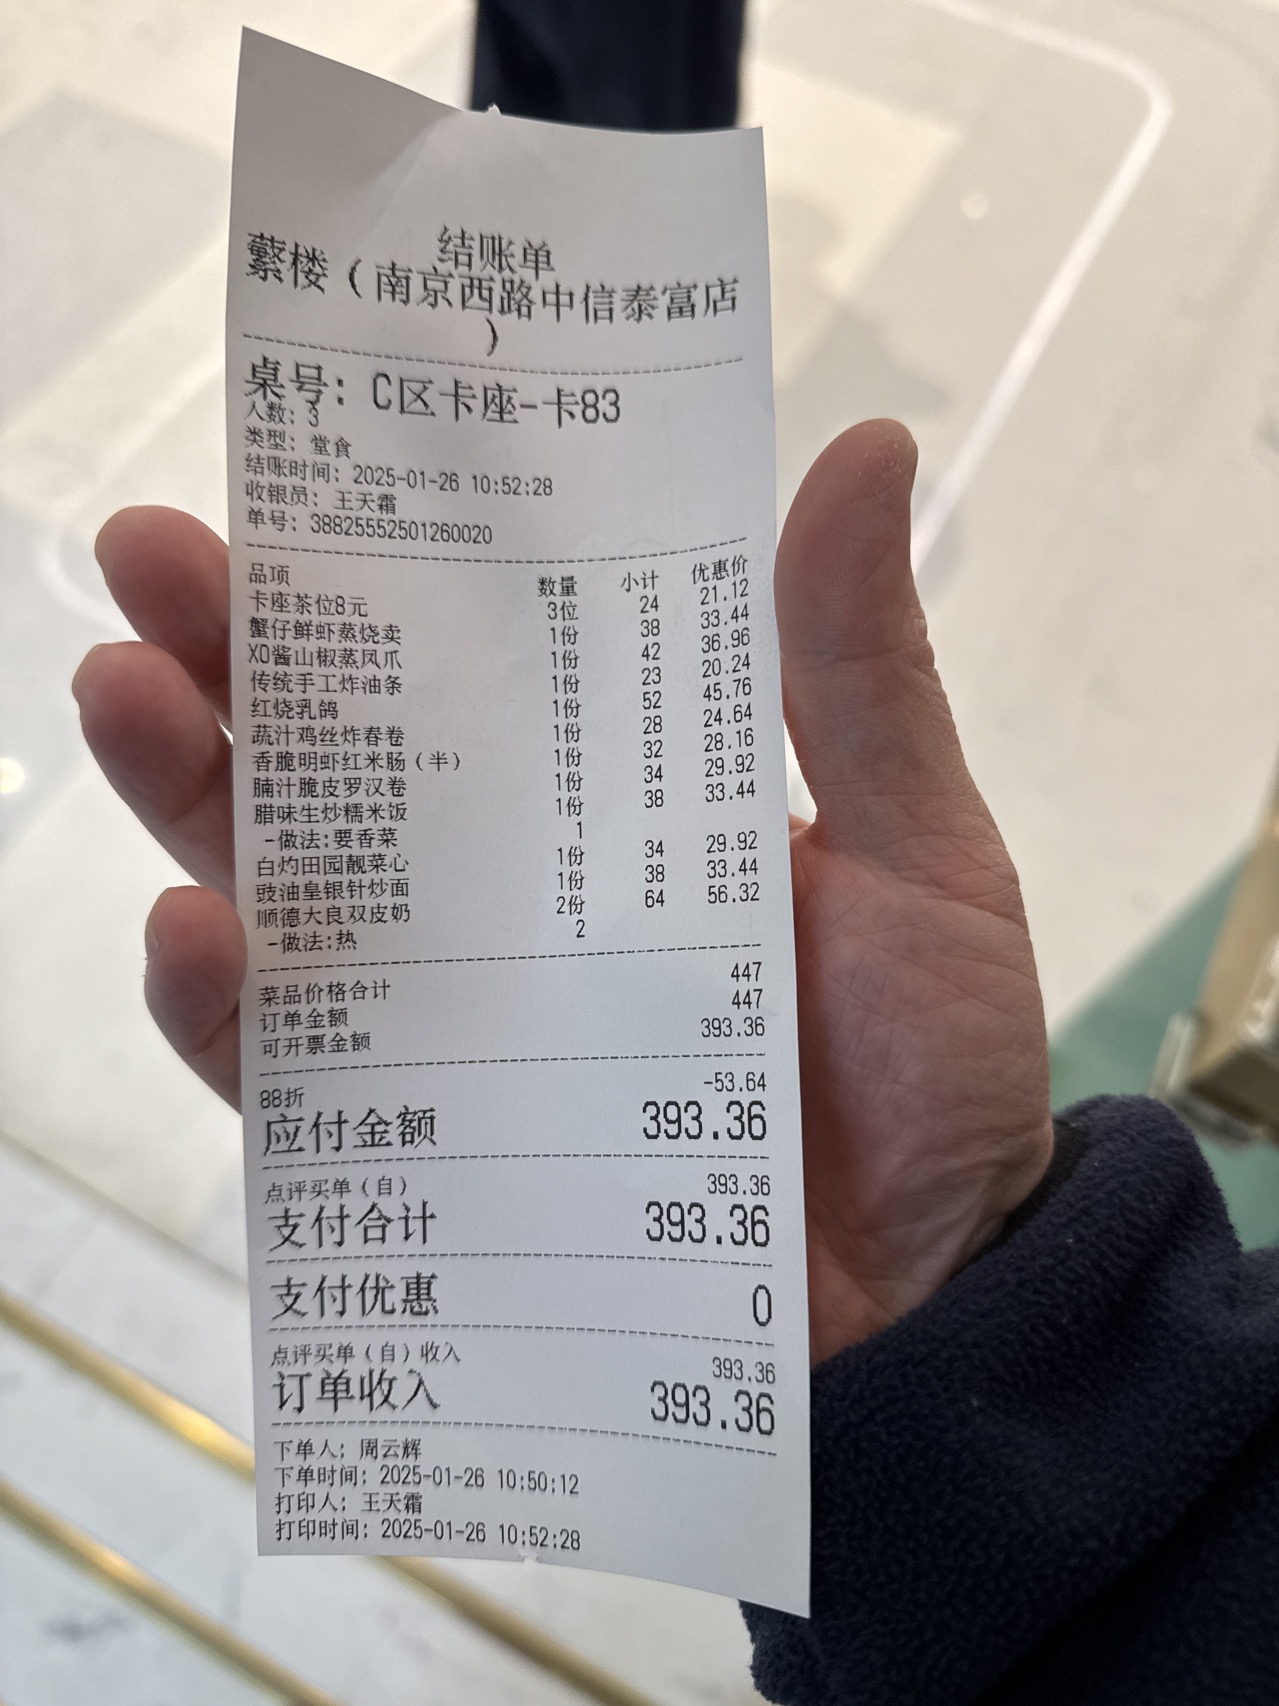 结账单
蘩楼（南京西路中信泰富店
）
桌号: C区卡座-卡83
人数: 3
类型: 堂食
结账时间: 2025-01-26 10:52:28
收银员: 王天霜
单号: 38825552501260020
品项 数量 小计 优惠价
卡座茶位8元 3位 24 21.12
蟹仔鲜虾蒸烧卖 1份 38 33.44
XO酱山椒蒸凤爪 1份 42 36.96
传统手工炸油条 1份 23 20.24
红烧乳鸽 1份 52 45.76
蔬汁鸡丝炸春卷 1份 28 24.64
香脆明虾红米肠（半） 1份 32 28.16
腩汁脆皮罗汉卷 1份 34 29.92
腊味生炒糯米饭 1份 38 33.44
-做法:要香菜 1
白灼田园靓菜心 1份 34 29.92
豉油皇银针炒面 1份 38 33.44
顺德大良双皮奶 2份 64 56.32
-做法:热 2
菜品价格合计 447
订单金额 447
可开票金额 393.36
88折 -53.64
应付金额 393.36
点评买单（自） 393.36
支付合计 393.36
支付优惠 0
点评买单（自）收入 393.36
订单收入 393.36
下单人: 周云辉
下单时间: 2025-01-26 10:50:12
打印人: 王天霜
打印时间: 2025-01-26 10:52:28